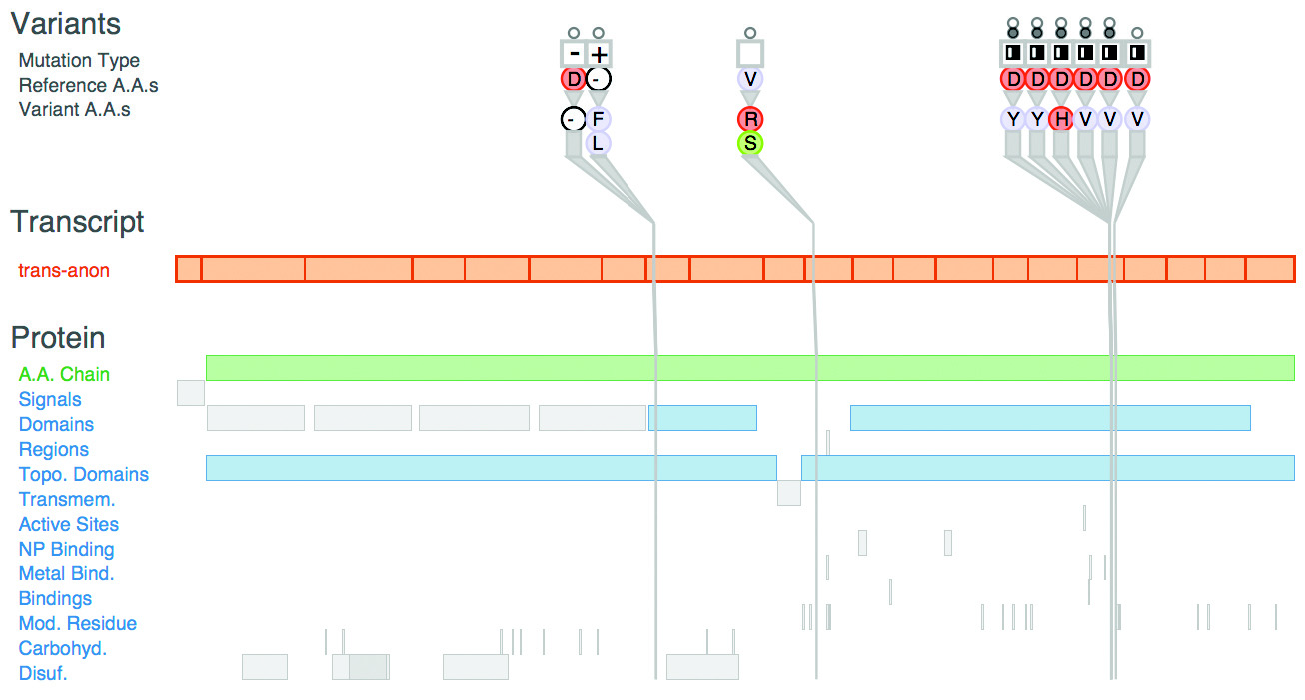 Variants
Mutation Type
- +
Reference A.A.s
D - V D D D D D D
Variant A.A.s
- F R Y Y H V V V
L S
Transcript
trans-anon
Protein
A.A. Chain
Signals
Domains
Regions
Topo. Domains
Transmem.
Active Sites
NP Binding
Metal Bind.
Bindings
Mod. Residue
Carbohyd.
Disuf.